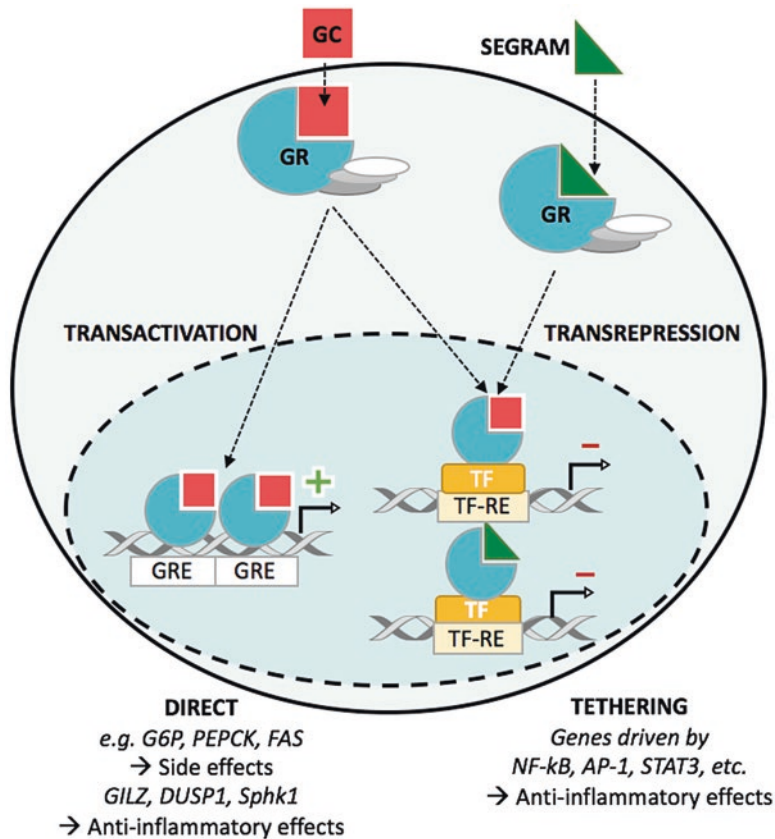 GC
SEGRAM
GR
GR
TRANSACTIVATION
TRANSREPRESSION
+
−
TF
TF-RE
GRE
GRE
−
TF
TF-RE
DIRECT
e.g. G6P, PEPCK, FAS
→ Side effects
GILZ, DUSP1, Sphk1
→ Anti-inflammatory effects
TETHERING
Genes driven by
NF-kB, AP-1, STAT3, etc.
→ Anti-inflammatory effects